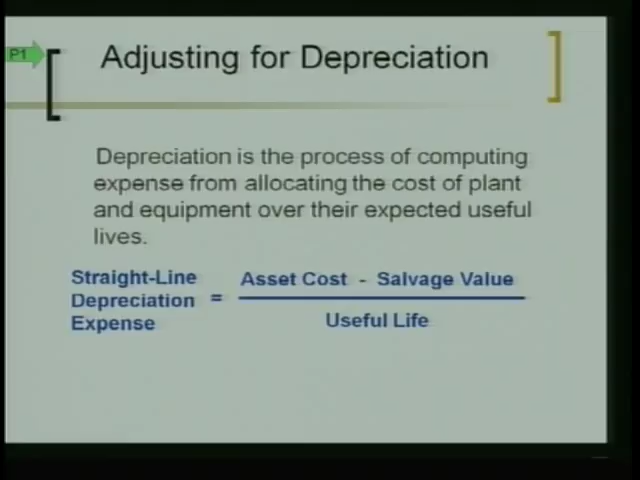 P1
Adjusting for Depreciation
Depreciation is the process of computing
expense from allocating the cost of plant
and equipment over their expected useful
lives.
Straight-Line
Depreciation
Expense
=
Asset Cost - Salvage Value
Useful Life